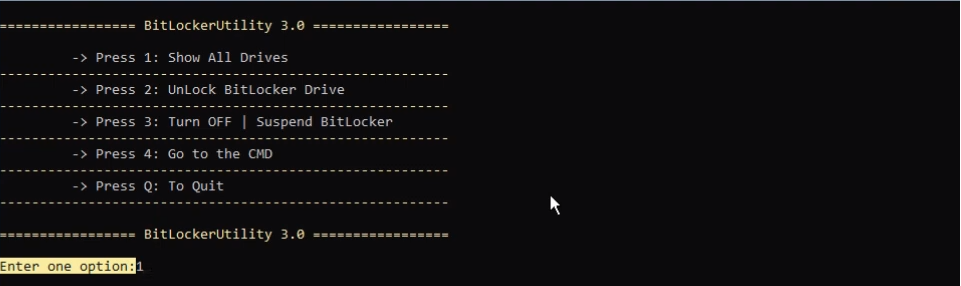 ================= BitLockerUtility 3.0 =================
-> Press 1: Show All Drives
--------------------------------------------------------
-> Press 2: UnLock BitLocker Drive
--------------------------------------------------------
-> Press 3: Turn OFF | Suspend BitLocker
--------------------------------------------------------
-> Press 4: Go to the CMD
--------------------------------------------------------
-> Press Q: To Quit
--------------------------------------------------------
================= BitLockerUtility 3.0 =================
Enter one option:1